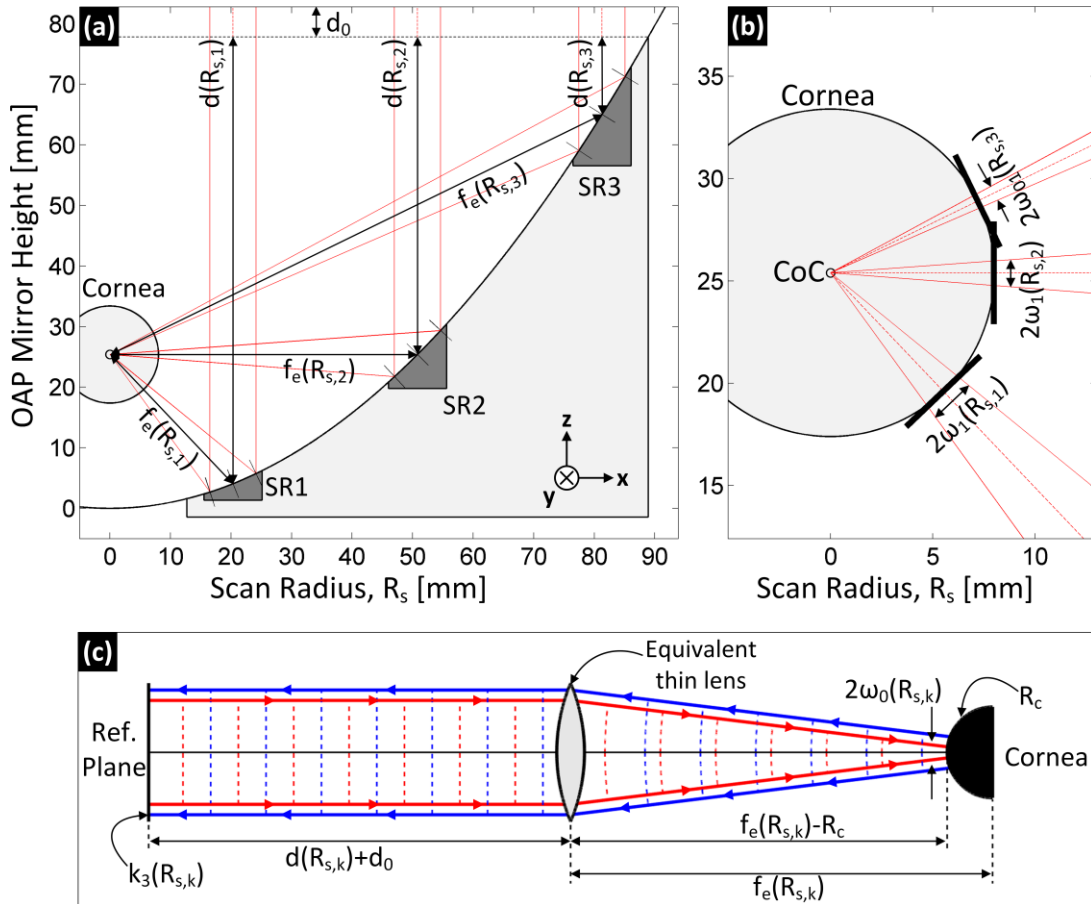 (a)
d₀
d(Rₛ,₁)
d(Rₛ,₂)
d(Rₛ,₃)
fₑ(Rₛ,₃)
SR3
Cornea
fₑ(Rₛ,₂)
SR2
fₑ(Rₛ,₁)
SR1
z
y
x
OAP Mirror Height [mm]
80
70
60
50
40
30
20
10
0
0 10 20 30 40 50 60 70 80 90
Scan Radius, Rₛ [mm]
(b)
Cornea
2ω₀₁(Rₛ,₃)
CoC
2ω₁(Rₛ,₂)
2ω₁(Rₛ,₁)
35
30
25
20
15
0 5 10
Scan Radius, Rₛ [mm]
(c)
Equivalent
thin lens
2ω₀(Rₛ,ₖ)
R꜀
Ref.
Plane
Cornea
fₑ(Rₛ,ₖ)-R꜀
d(Rₛ,ₖ)+d₀
k₃(Rₛ,ₖ)
fₑ(Rₛ,ₖ)